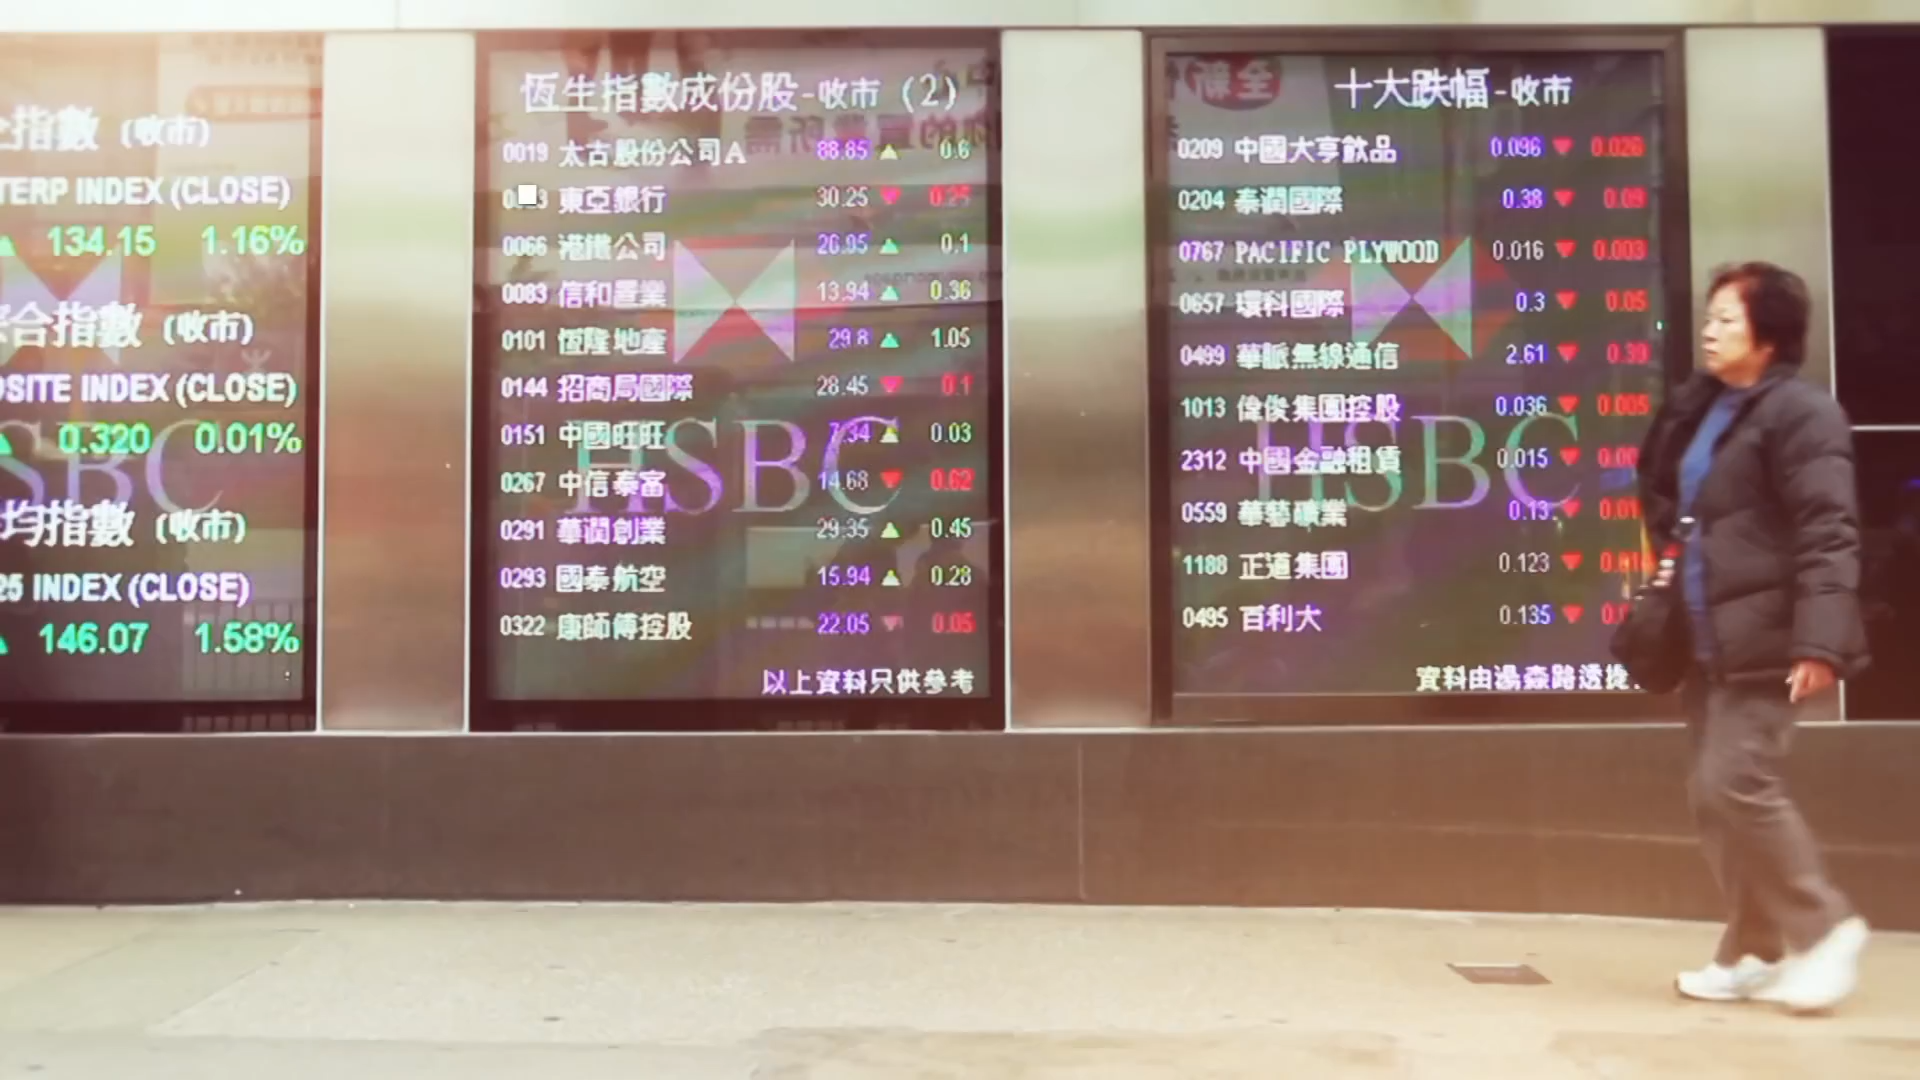 指數 (收市)
TERP INDEX (CLOSE)
▲ 134.15 1.16%
合指數 (收市)
OSITE INDEX (CLOSE)
▲ 0.320 0.01%
均指數 (收市)
25 INDEX (CLOSE)
▲ 146.07 1.58%
恆生指數成份股-收市 (2)
0019 太古股份公司A 88.85 ▲ 0.6
東亞銀行 30.25 ▼ 0.25
0066 港鐵公司 26.95 ▲ 0.1
0083 信和置業 13.94 ▲ 0.36
0101 恆隆地產 29.8 ▲ 1.05
0144 招商局國際 28.45 ▼ 0.1
0151 中國旺旺 7.34 ▲ 0.03
0267 中信泰富 14.68 ▼ 0.62
0291 華潤創業 29.35 ▲ 0.45
0293 國泰航空 15.94 ▲ 0.28
0322 康師傅控股 22.05 ▼ 0.05
以上資料只供參考
HSBC
十大跌幅-收市
0209 中國大亨飲品 0.096 ▼ 0.026
0204 泰潤國際 0.38 ▼ 0.09
0767 PACIFIC PLYWOOD 0.016 ▼ 0.003
0657 環科國際 0.3 ▼ 0.05
0499 華脈無線通信 2.61 ▼ 0.39
1013 偉俊集團控股 0.036 ▼ 0.005
2312 中國金融租賃 0.015 ▼
0559 華藝礦業 0.13 ▼
1188 正道集團 0.123 ▼
0495 百利大 0.135 ▼
資料由湯森路透提
HSBC
SBC
全新